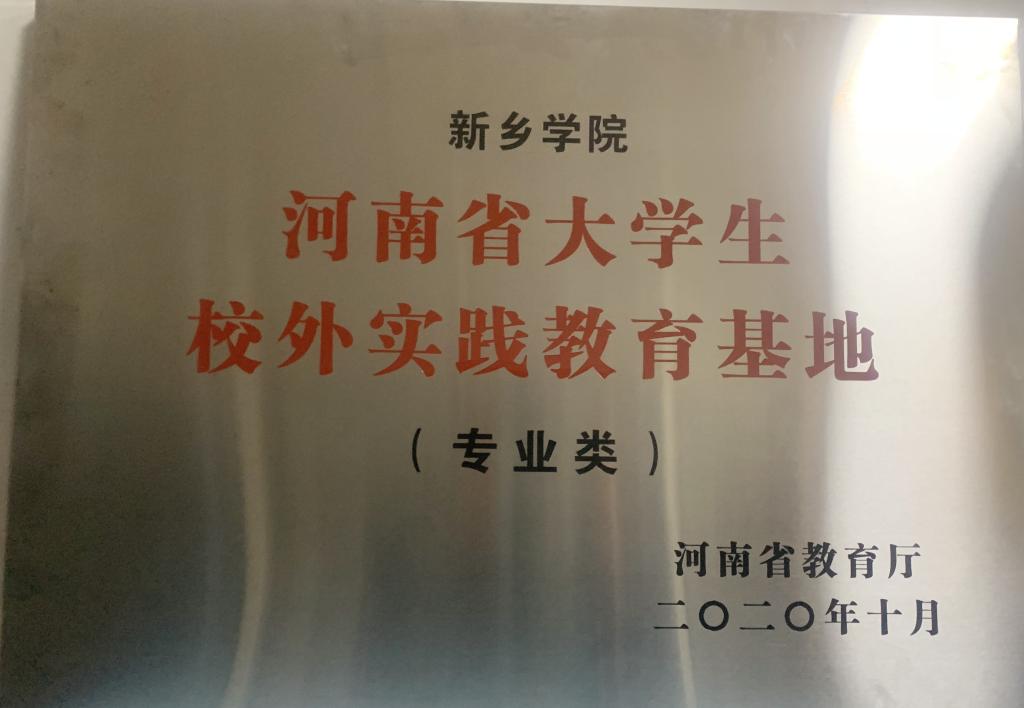 新乡学院
河南省大学生
校外实践教育基地
（专业类）
河南省教育厅
二〇二〇年十月